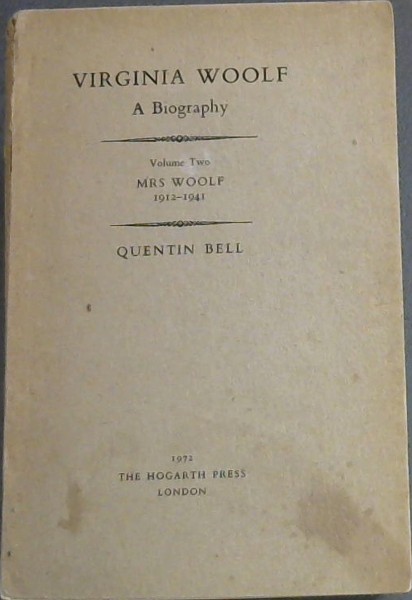 VIRGINIA WOOLF
A Biography
Volume Two
MRS WOOLF
1912–1941
QUENTIN BELL
1972
THE HOGARTH PRESS
LONDON